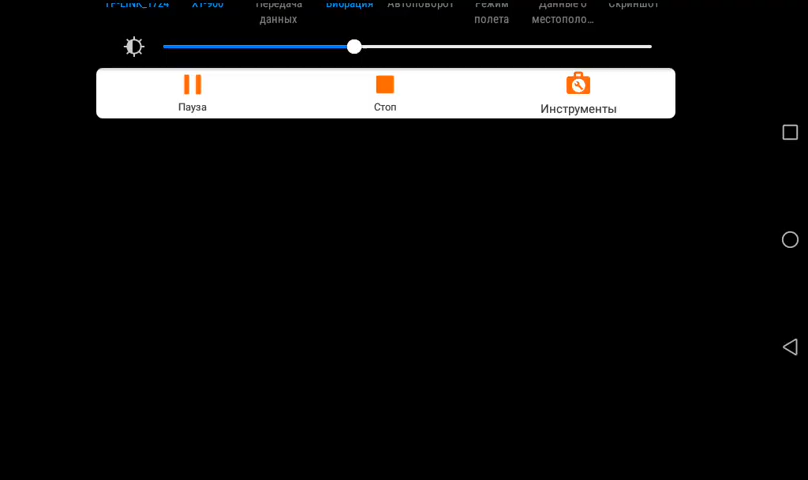 TP-LINK_1724 XT-900 Передача Вибрация Автоповорот Режим Данные о Скриншот
данных полета местополо...
Пауза Стоп Инструменты